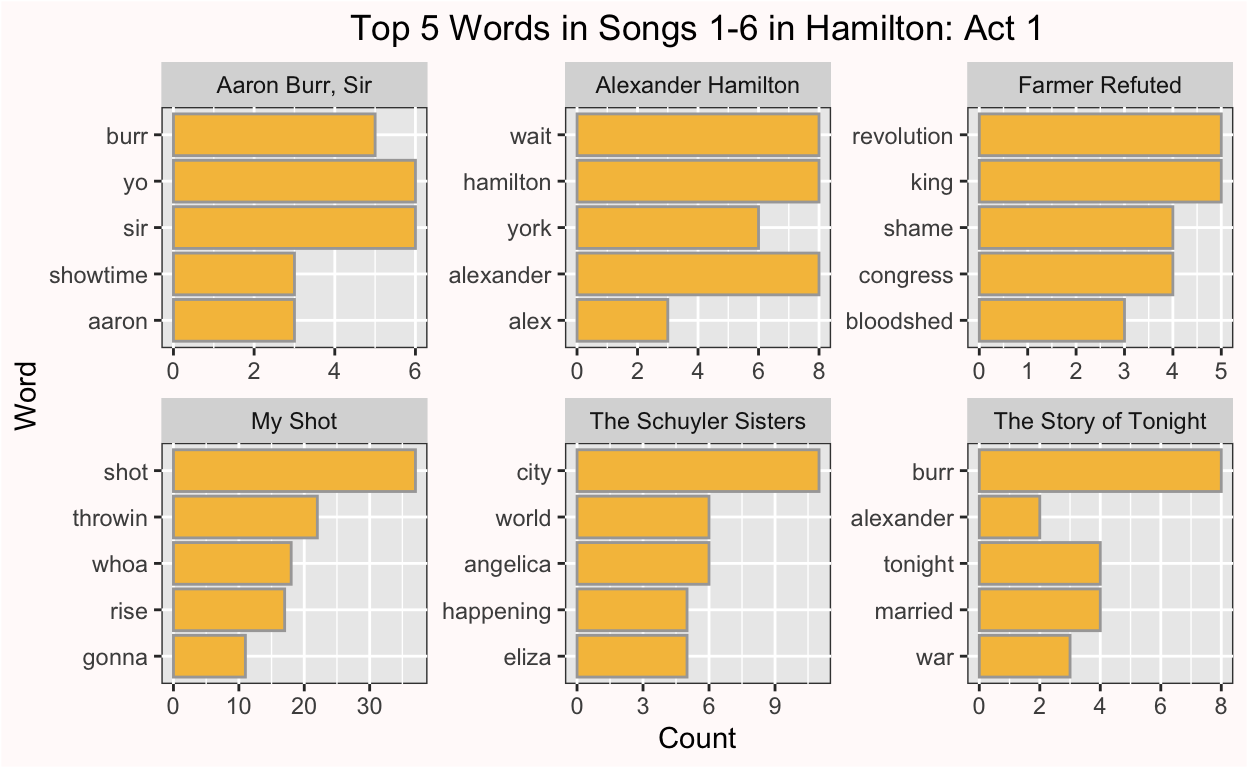 Top 5 Words in Songs 1-6 in Hamilton: Act 1
Aaron Burr, Sir
burr
yo
sir
showtime
aaron
0 2 4 6
Alexander Hamilton
wait
hamilton
york
alexander
alex
0 2 4 6 8
Farmer Refuted
revolution
king
shame
congress
bloodshed
0 1 2 3 4 5
Word
My Shot
shot
throwin
whoa
rise
gonna
0 10 20 30
The Schuyler Sisters
city
world
angelica
happening
eliza
0 3 6 9
The Story of Tonight
burr
alexander
tonight
married
war
0 2 4 6 8
Count